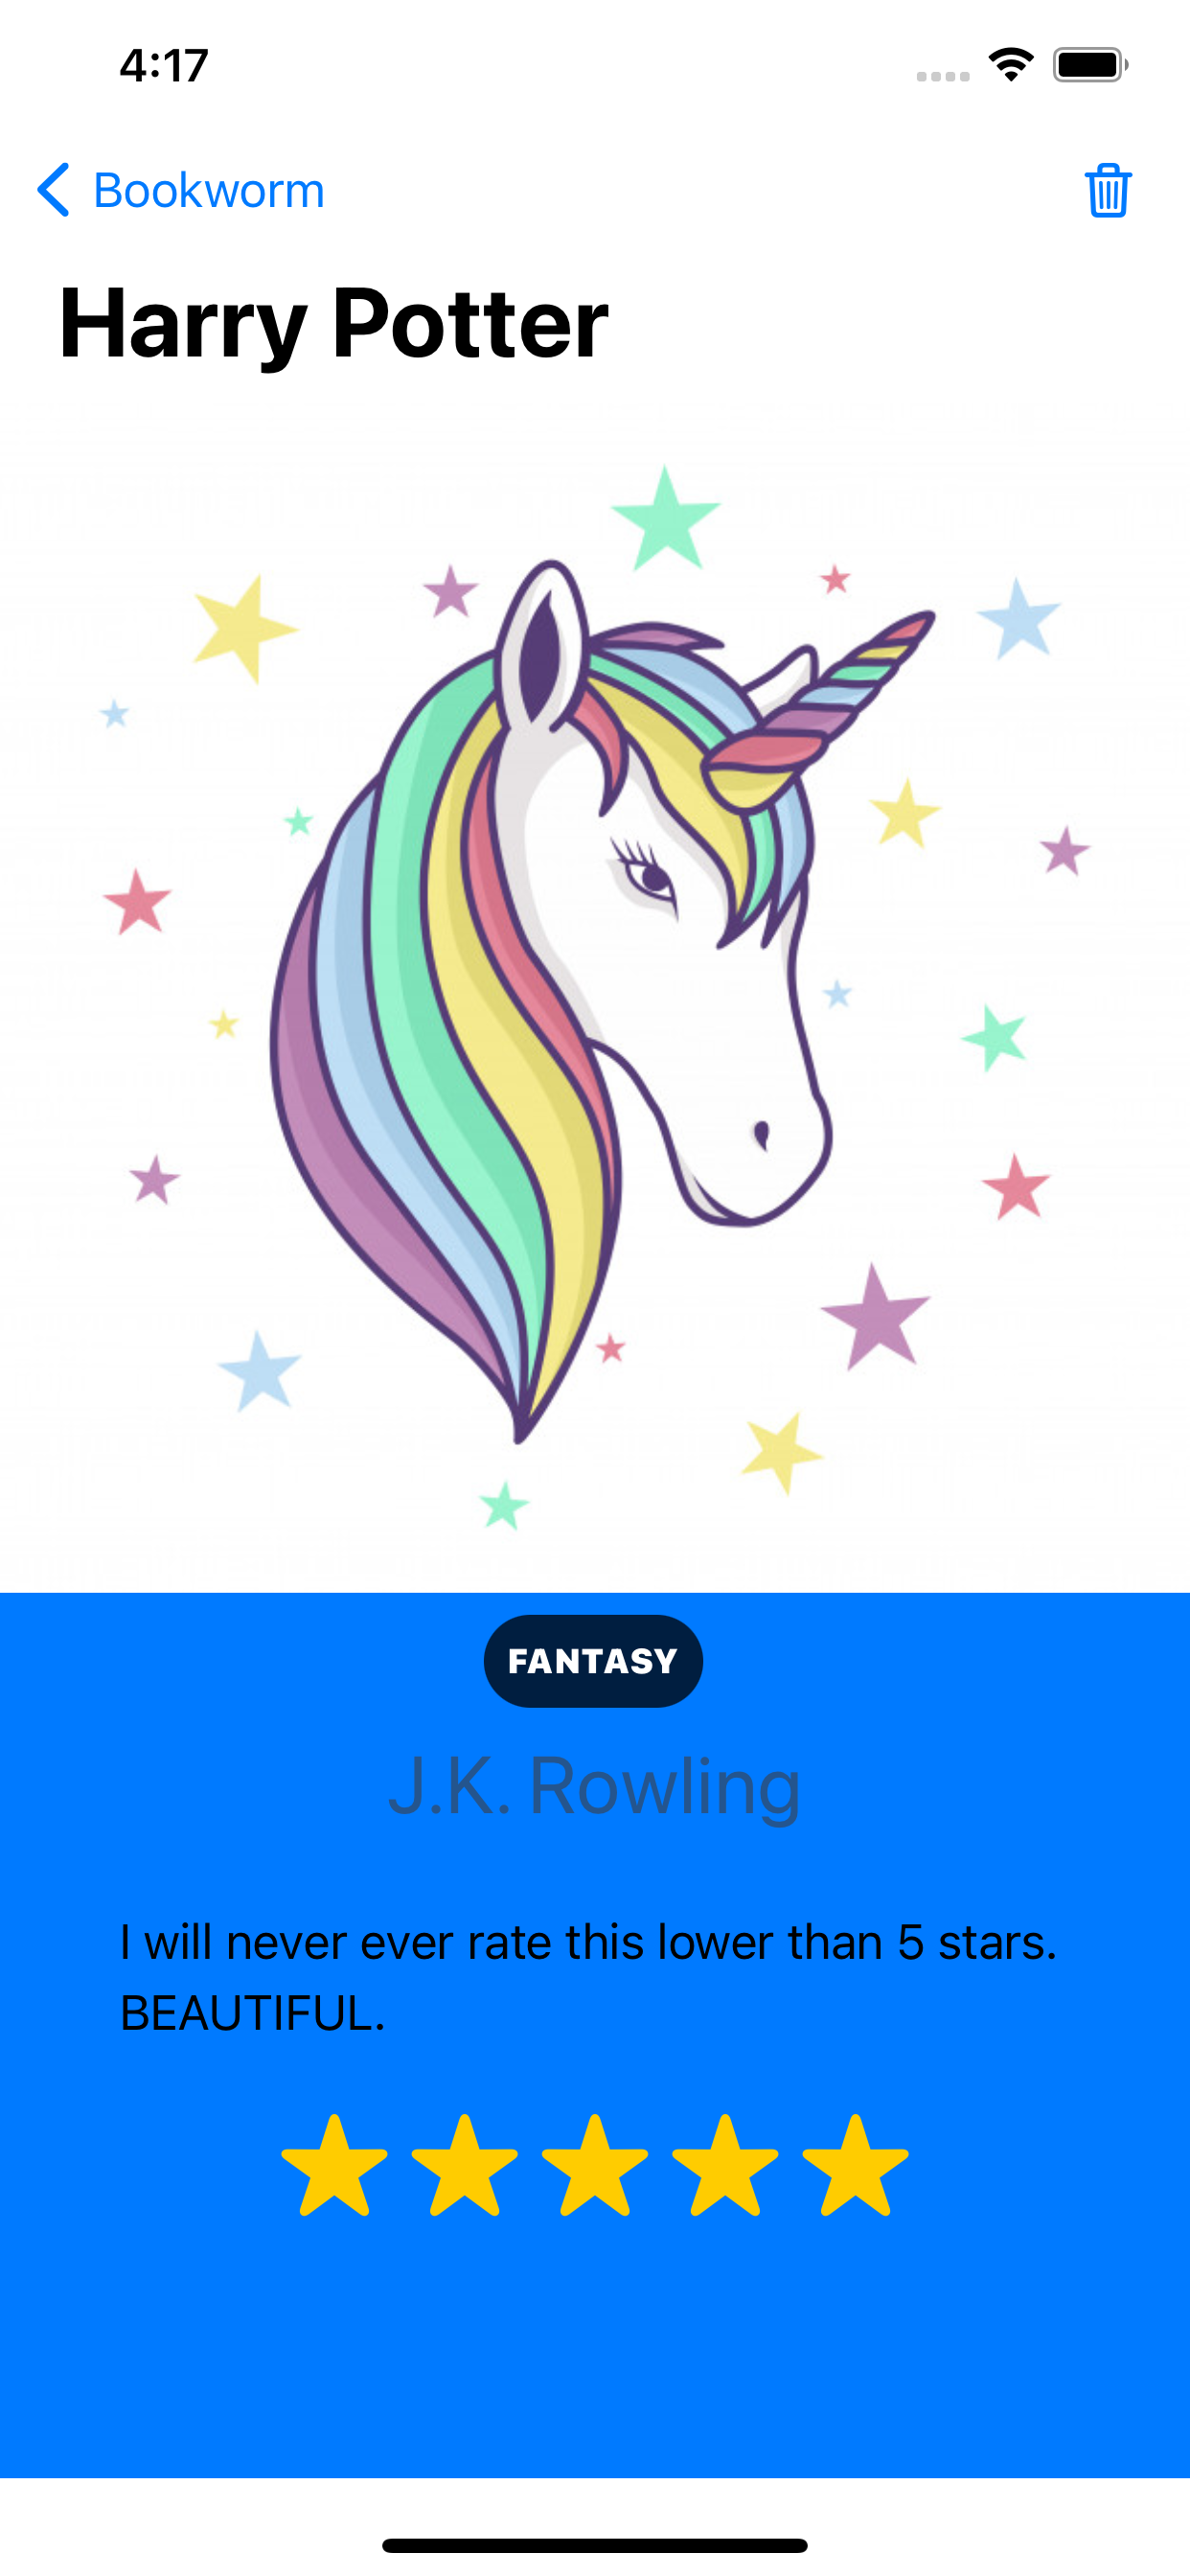 4:17
Bookworm
Harry Potter
FANTASY
J.K. Rowling
I will never ever rate this lower than 5 stars.
BEAUTIFUL.